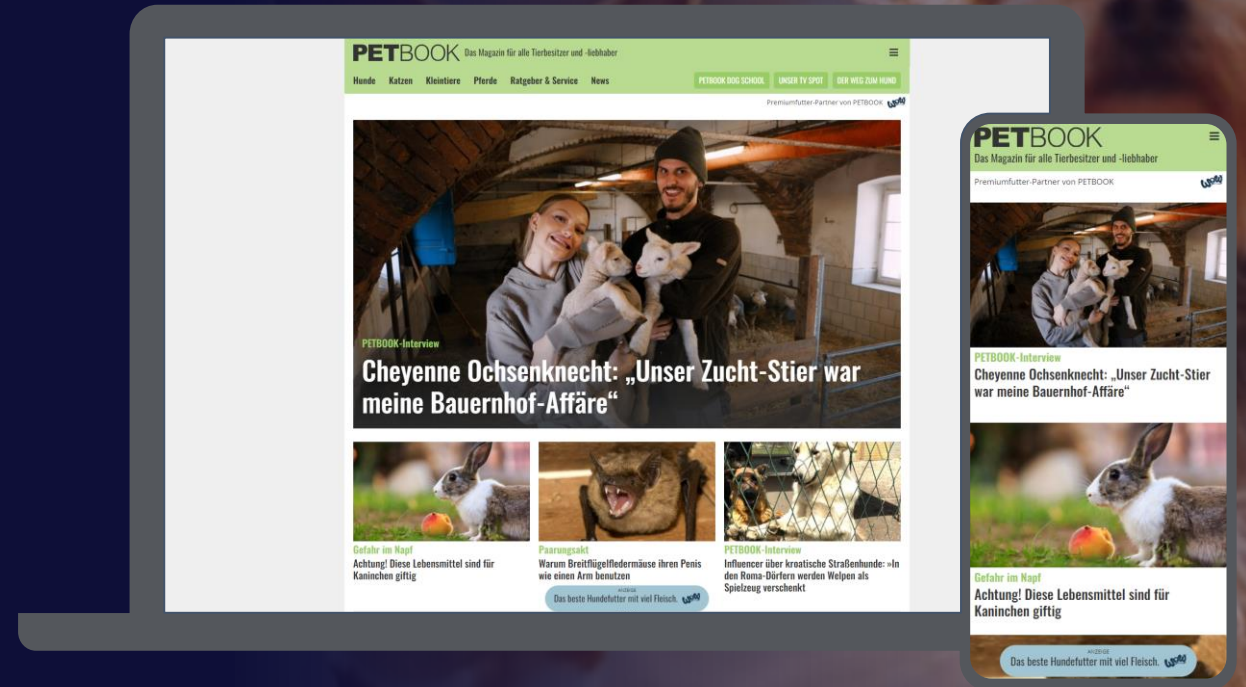 PETBOOK Das Magazin für alle Tierbesitzer und -liebhaber
Hunde Katzen Kleintiere Pferde Ratgeber & Service News PETBOOK DOG SCHOOL UNSER TV SPOT DER WEG ZUM HUND
Premiumfutter-Partner von PETBOOK wow
PETBOOK-Interview
Cheyenne Ochsenknecht: „Unser Zucht-Stier war
meine Bauernhof-Affäre“
Gefahr im Napf
Achtung! Diese Lebensmittel sind für
Kaninchen giftig
Paarungsakt
Warum Breitflügelfledermäuse ihren Penis
wie einen Arm benutzen
PETBOOK-Interview
Influencer über kroatische Straßenhunde: »In
den Roma-Dörfern werden Welpen als
Spielzeug verschenkt
ANZEIGE
Das beste Hundefutter mit viel Fleisch. wow
PETBOOK
Das Magazin für alle Tierbesitzer und -liebhaber
Premiumfutter-Partner von PETBOOK wow
PETBOOK-Interview
Cheyenne Ochsenknecht: „Unser Zucht-Stier
war meine Bauernhof-Affäre“
Gefahr im Napf
Achtung! Diese Lebensmittel sind für
Kaninchen giftig
ANZEIGE
Das beste Hundefutter mit viel Fleisch. wow